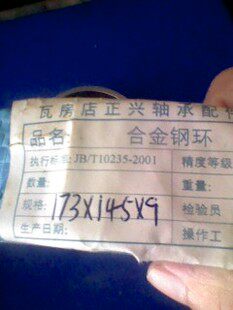 瓦房店正兴轴承配件
品名: 合金钢环
执行标准: JB/T10235-2001 精度等级
数量: 重量:
规格: 173X145X9 检验员
生产日期: 操作工